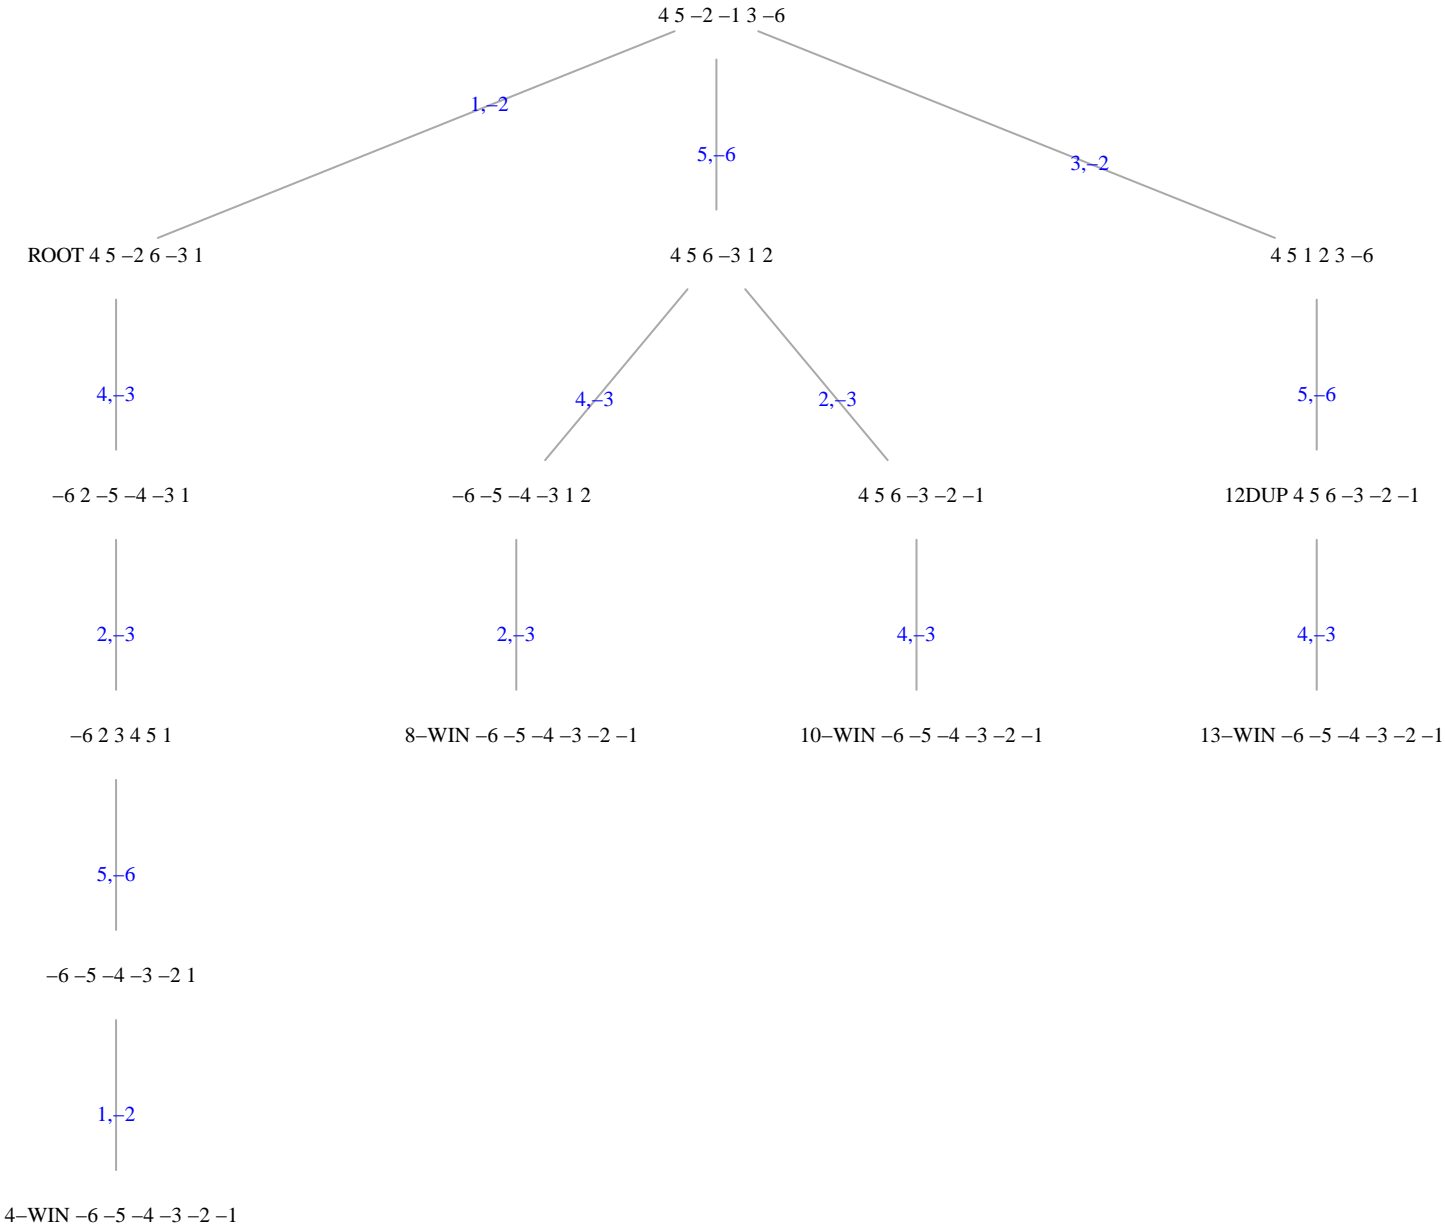 4 5 −2 −1 3 −6
1,−2
5,−6
3,−2
ROOT 4 5 −2 6 −3 1
4 5 6 −3 1 2
4 5 1 2 3 −6
4,−3
4,−3
2,−3
5,−6
−6 2 −5 −4 −3 1
−6 −5 −4 −3 1 2
4 5 6 −3 −2 −1
12DUP 4 5 6 −3 −2 −1
2,−3
2,−3
4,−3
4,−3
−6 2 3 4 5 1
8−WIN −6 −5 −4 −3 −2 −1
10−WIN −6 −5 −4 −3 −2 −1
13−WIN −6 −5 −4 −3 −2 −1
5,−6
−6 −5 −4 −3 −2 1
1,−2
4−WIN −6 −5 −4 −3 −2 −1